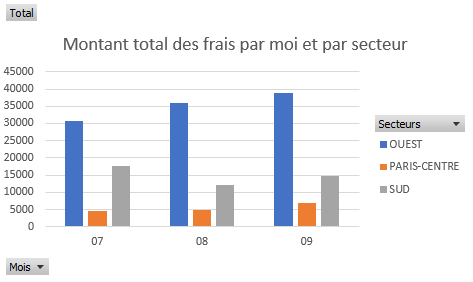 Total
Montant total des frais par moi et par secteur
45000
40000
35000
30000
25000
20000
15000
10000
5000
0
07
08
09
Secteurs
OUEST
PARIS-CENTRE
SUD
Mois